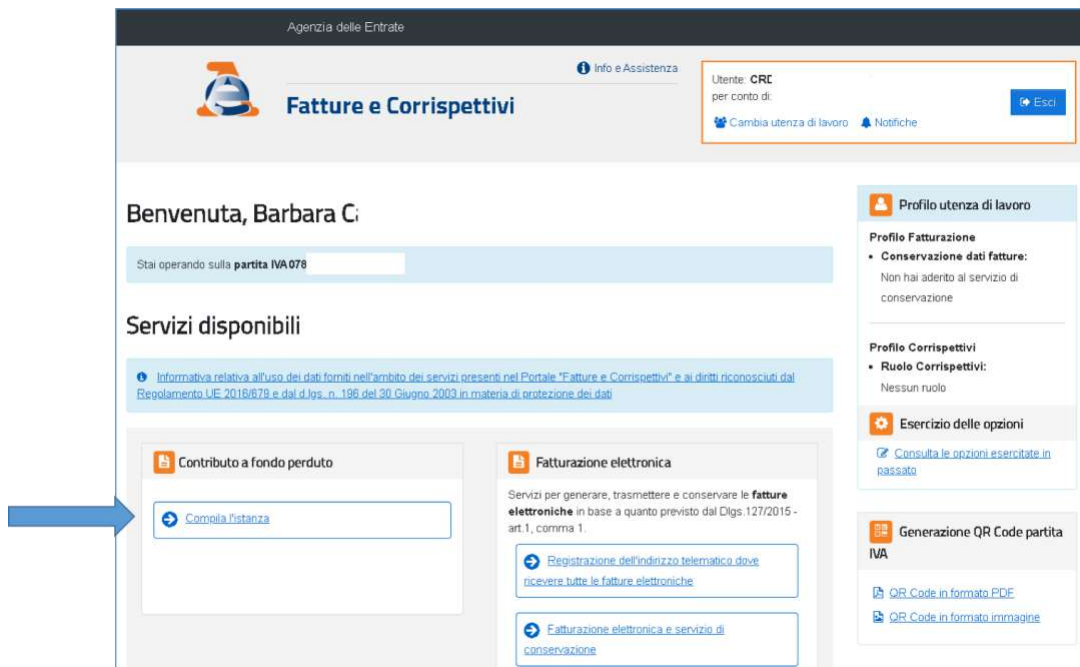 Agenzia delle Entrate
Info e Assistenza
Fatture e Corrispettivi
Utente: CRD
per conto di:
Cambia utenza di lavoro Notifiche
Esci
Benvenuta, Barbara C
Stai operando sulla partita IVA 078
Servizi disponibili
Informativa relativa all'uso dei dati forniti nell'ambito dei servizi presenti nel Portale "Fatture e Corrispettivi" e ai diritti riconosciuti dal
Regolamento UE 2016/679 e dal d.lgs. n. 196 del 30 Giugno 2003 in materia di protezione dei dati
Contributo a fondo perduto
Compila l'istanza
Fatturazione elettronica
Servizi per generare, trasmettere e conservare le fatture
elettroniche in base a quanto previsto dal Dlgs.127/2015 -
art.1, comma 1.
Registrazione dell'indirizzo telematico dove
ricevere tutte le fatture elettroniche
Fatturazione elettronica e servizio di
conservazione
Profilo utenza di lavoro
Profilo Fatturazione
• Conservazione dati fatture:
Non hai aderito al servizio di
conservazione
Profilo Corrispettivi
• Ruolo Corrispettivi:
Nessun ruolo
Esercizio delle opzioni
Consulta le opzioni esercitate in
passato
Generazione QR Code partita
IVA
QR Code in formato PDF
QR Code in formato immagine